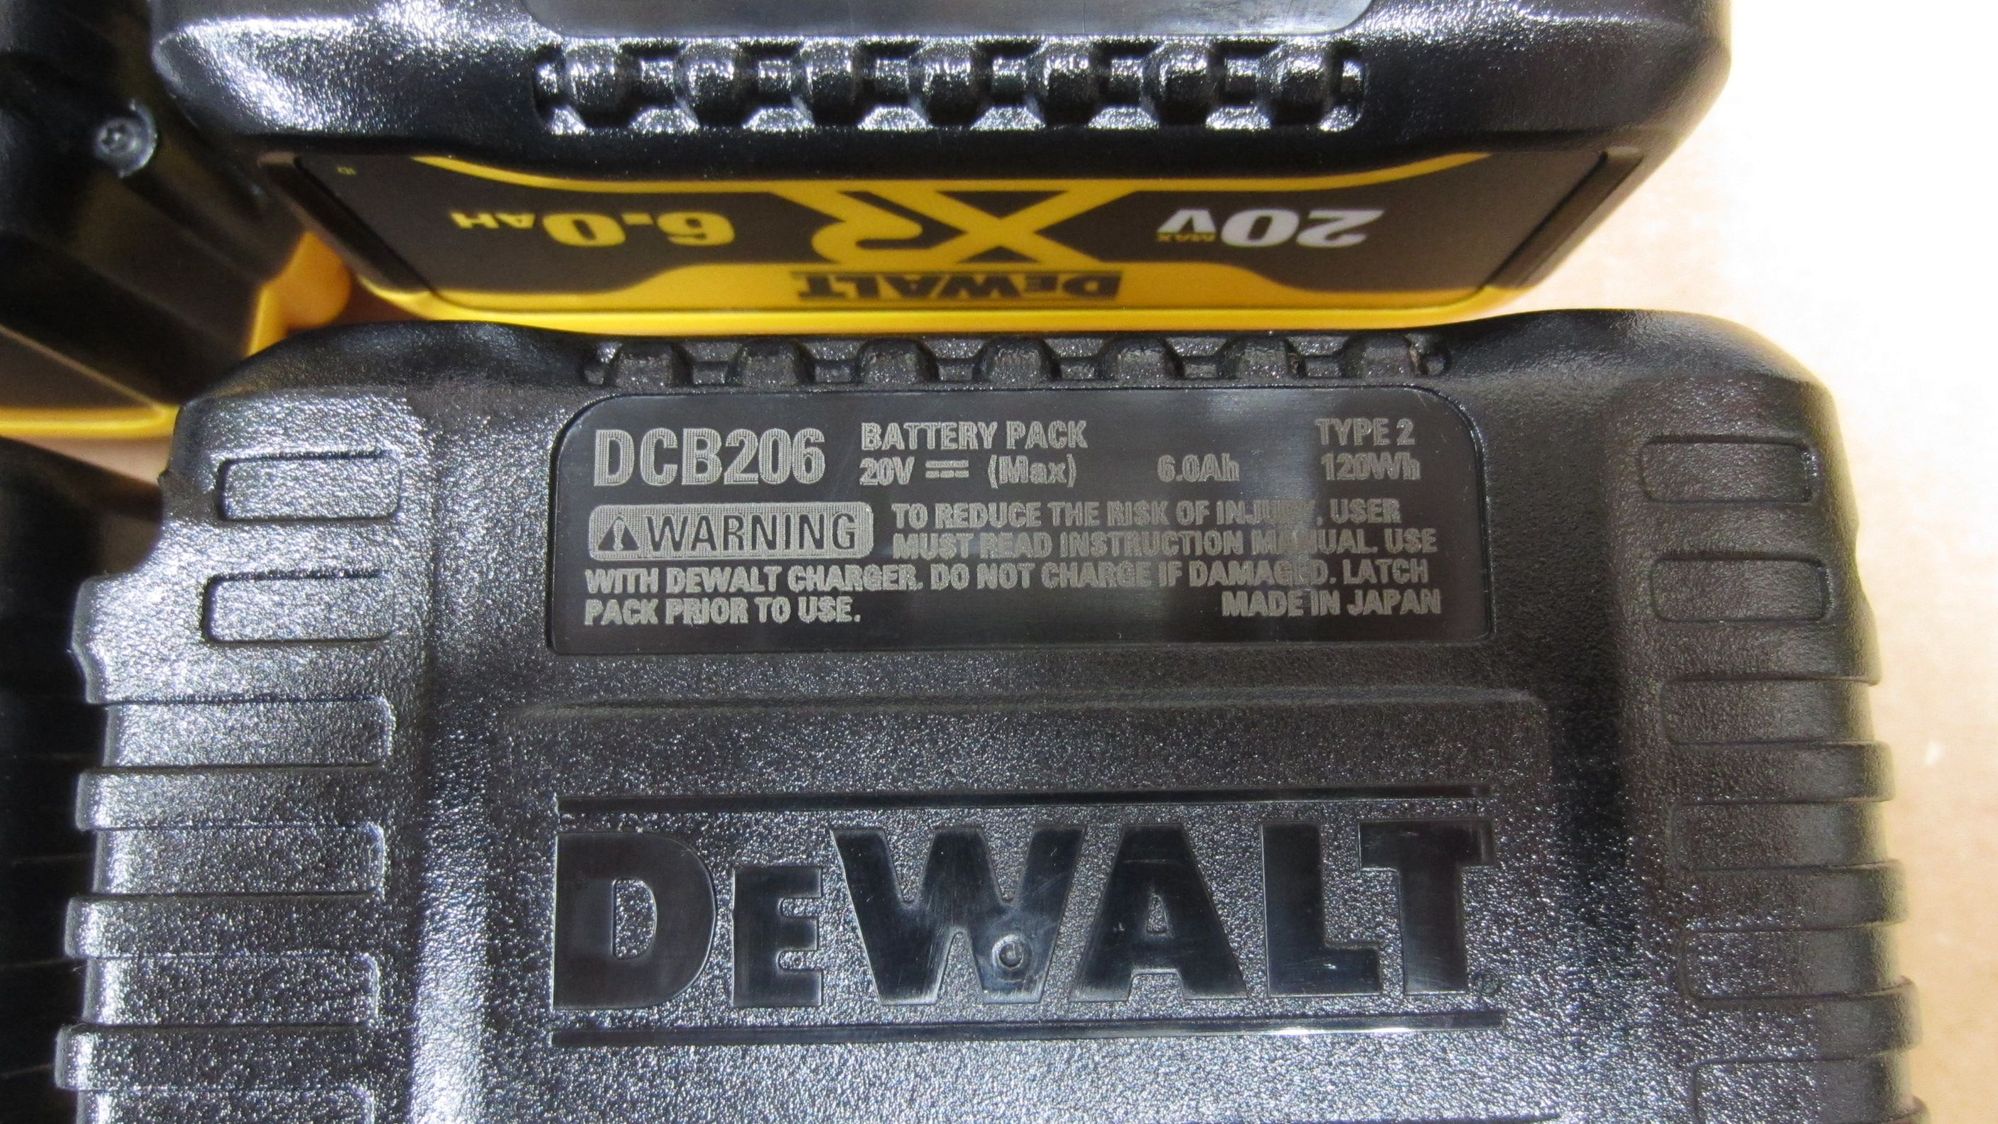 20V MAX XR 6.0AH
DEWALT
DCB206 BATTERY PACK TYPE 2
20V (Max) 6.0Ah 120Wh
WARNING TO REDUCE THE RISK OF INJURY, USER
MUST READ INSTRUCTION MANUAL. USE
WITH DEWALT CHARGER. DO NOT CHARGE IF DAMAGED. LATCH
PACK PRIOR TO USE. MADE IN JAPAN
DEWALT